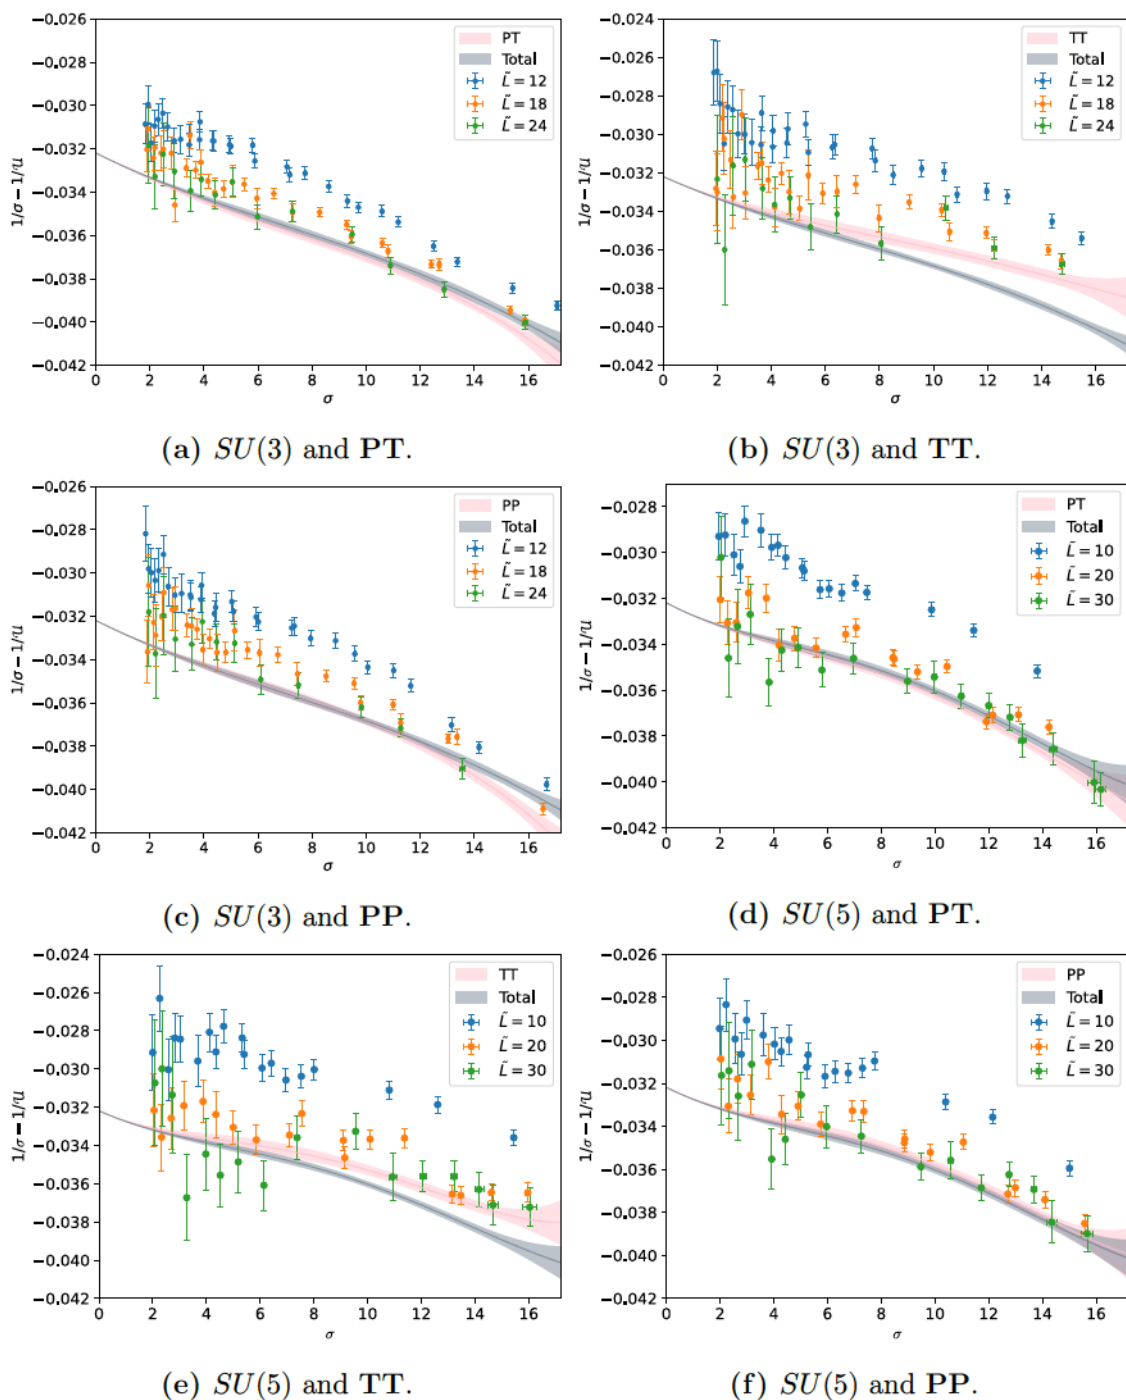 −0.026
−0.028
−0.030
−0.032
−0.034
−0.036
−0.038
−0.040
−0.042
1/σ − 1/u
0 2 4 6 8 10 12 14 16
σ
PT
Total
L̃ = 12
L̃ = 18
L̃ = 24
(a) SU(3) and PT.
−0.024
−0.026
−0.028
−0.030
−0.032
−0.034
−0.036
−0.038
−0.040
−0.042
1/σ − 1/u
0 2 4 6 8 10 12 14 16
σ
TT
Total
L̃ = 12
L̃ = 18
L̃ = 24
(b) SU(3) and TT.
−0.026
−0.028
−0.030
−0.032
−0.034
−0.036
−0.038
−0.040
−0.042
1/σ − 1/u
0 2 4 6 8 10 12 14 16
σ
PP
Total
L̃ = 12
L̃ = 18
L̃ = 24
(c) SU(3) and PP.
−0.028
−0.030
−0.032
−0.034
−0.036
−0.038
−0.040
−0.042
1/σ − 1/u
0 2 4 6 8 10 12 14 16
σ
PT
Total
L̃ = 10
L̃ = 20
L̃ = 30
(d) SU(5) and PT.
−0.024
−0.026
−0.028
−0.030
−0.032
−0.034
−0.036
−0.038
−0.040
−0.042
1/σ − 1/u
0 2 4 6 8 10 12 14 16
σ
TT
Total
L̃ = 10
L̃ = 20
L̃ = 30
(e) SU(5) and TT.
−0.026
−0.028
−0.030
−0.032
−0.034
−0.036
−0.038
−0.040
−0.042
1/σ − 1/u
0 2 4 6 8 10 12 14 16
σ
PP
Total
L̃ = 10
L̃ = 20
L̃ = 30
(f) SU(5) and PP.